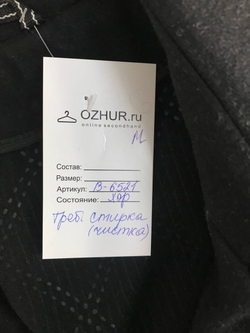 OZHUR.ru
online secondhand
M
Состав:
Размер:
Артикул: В-6521
Состояние: хор
треб стирка
(чистка)